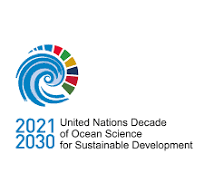 2021
2030
United Nations Decade
of Ocean Science
for Sustainable Development